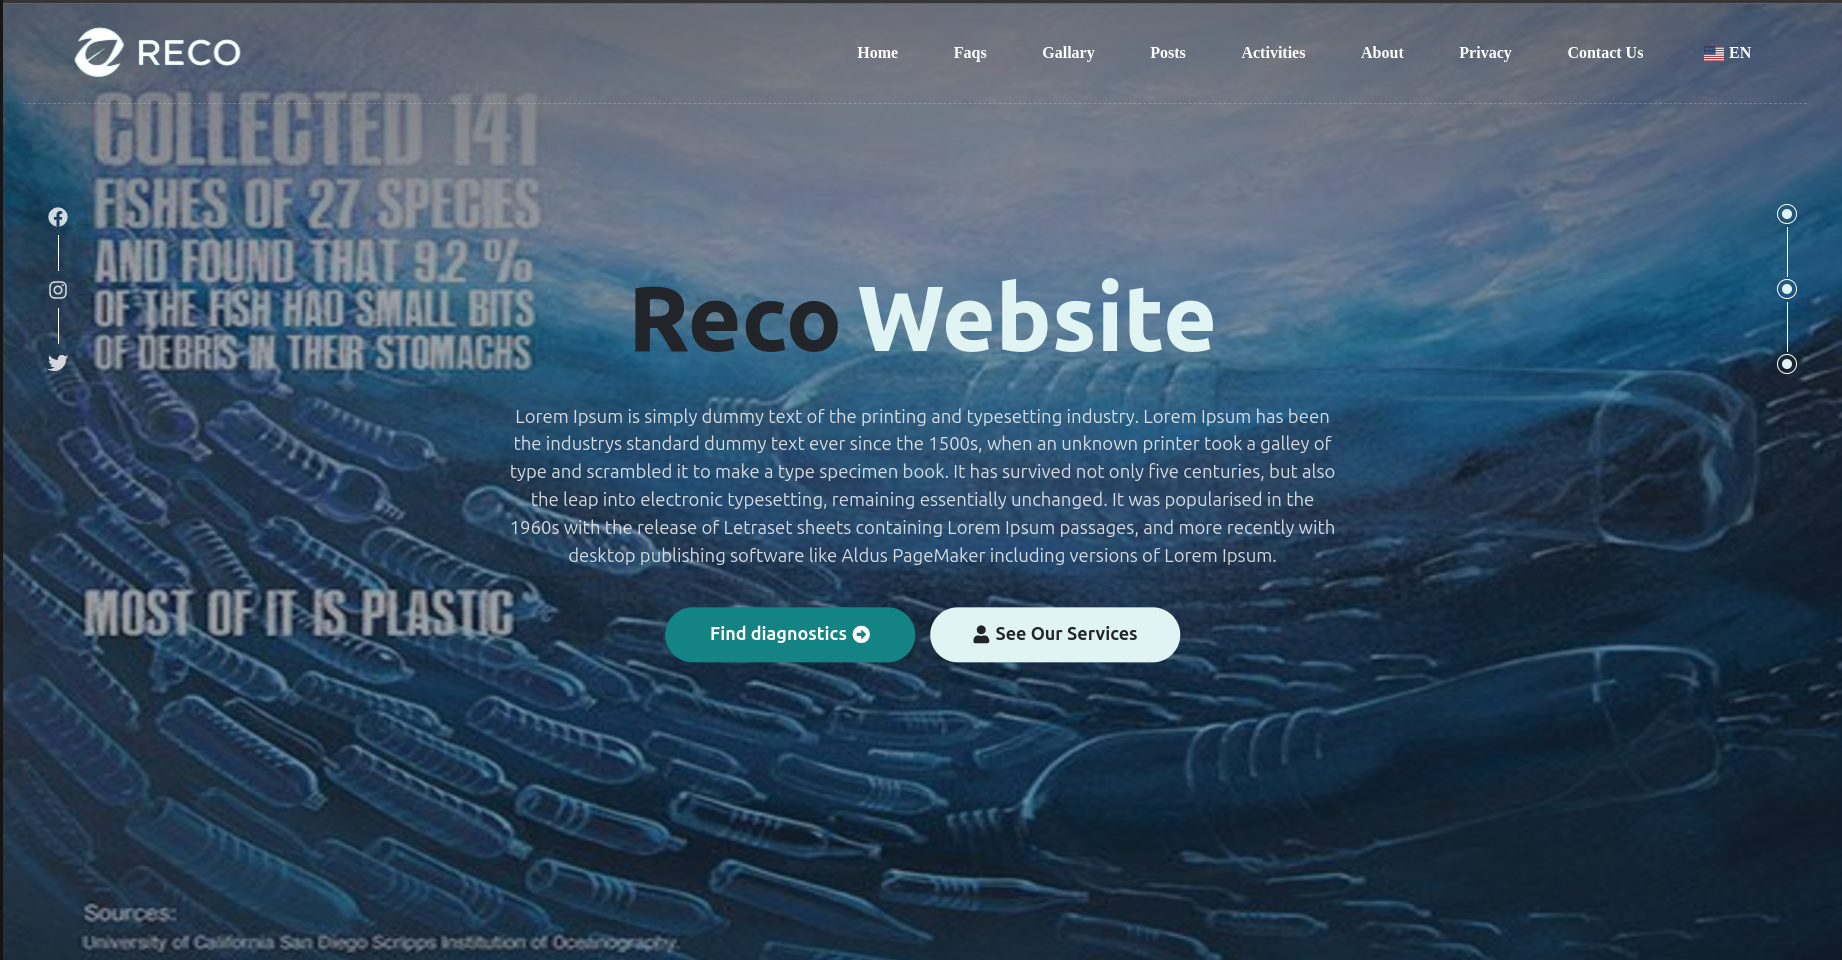 RECO
Home Faqs Gallary Posts Activities About Privacy Contact Us EN
COLLECTED 141
FISHES OF 27 SPECIES
AND FOUND THAT 9.2 %
OF THE FISH HAD SMALL BITS
OF DEBRIS IN THEIR STOMACHS
Reco Website
Lorem Ipsum is simply dummy text of the printing and typesetting industry. Lorem Ipsum has been
the industrys standard dummy text ever since the 1500s, when an unknown printer took a galley of
type and scrambled it to make a type specimen book. It has survived not only five centuries, but also
the leap into electronic typesetting, remaining essentially unchanged. It was popularised in the
1960s with the release of Letraset sheets containing Lorem Ipsum passages, and more recently with
desktop publishing software like Aldus PageMaker including versions of Lorem Ipsum.
MOST OF IT IS PLASTIC
Find diagnostics
See Our Services
Sources:
University of California San Diego Scripps Institution of Oceanography.